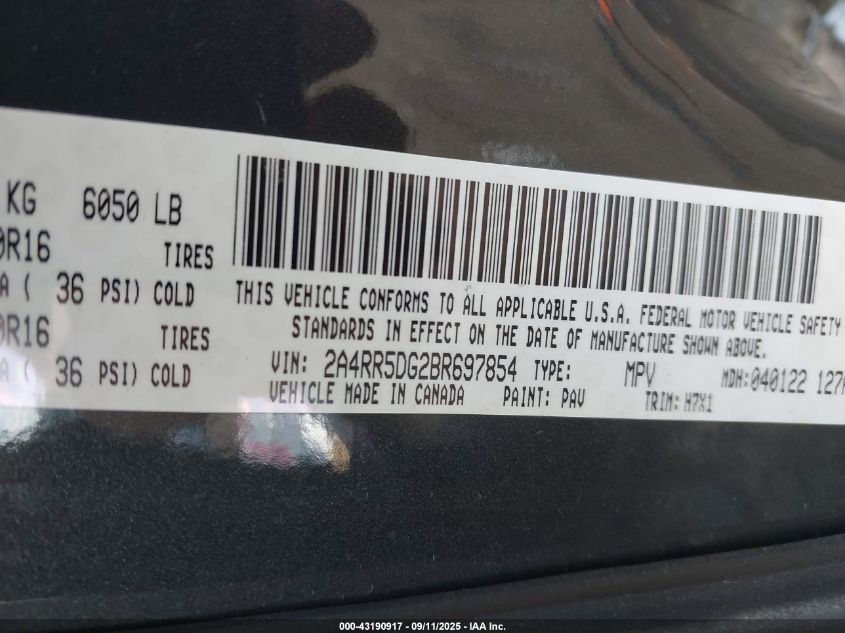 KG 6050 LB
0R16 TIRES
A ( 36 PSI) COLD
0R16 TIRES
A ( 36 PSI) COLD
THIS VEHICLE CONFORMS TO ALL APPLICABLE U.S.A. FEDERAL MOTOR VEHICLE SAFETY
STANDARDS IN EFFECT ON THE DATE OF MANUFACTURE SHOWN ABOVE.
VIN: 2A4RR5DG2BR697854 TYPE: MPV MDH:040122 127
VEHICLE MADE IN CANADA PAINT: PAV TRIM: H7X1
000-43190917 - 09/11/2025 - IAA Inc.